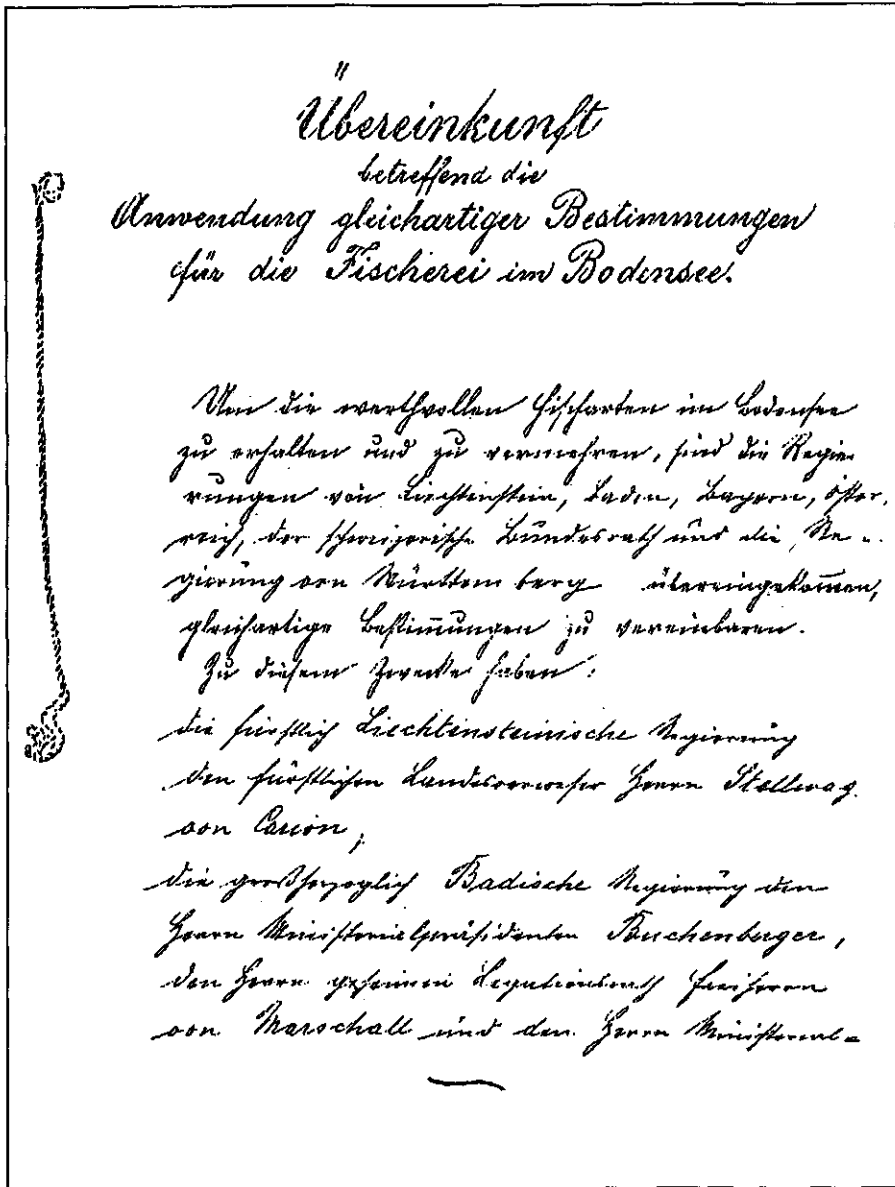 Übereinkunft
betreffend die
Anwendung gleichartiger Bestimmungen
für die Fischerei im Bodensee.
Um die werthvollen Fischarten im Bodensee
zu erhalten und zu vermehren, sind die Regie-
rungen von Liechtenstein, Baden, Bayern, Öster-
reich, der schweizerische Bundesrath und die Re-
gierung von Württemberg übereingekom̄en,
gleichartige Bestim̄ungen zu vereinbaren.
Zu diesem Zwecke haben:
die fürstlich Liechtensteinische Regierung
den fürstlichen Landesverweser Herrn Stellwag
von Carion,
die großherzoglich Badische Regierung den
Herrn Ministerialpräsidenten Buchenberger,
den Herrn geheimen Legationsrath Freiherrn
von Marschall und den Herrn Ministerial-